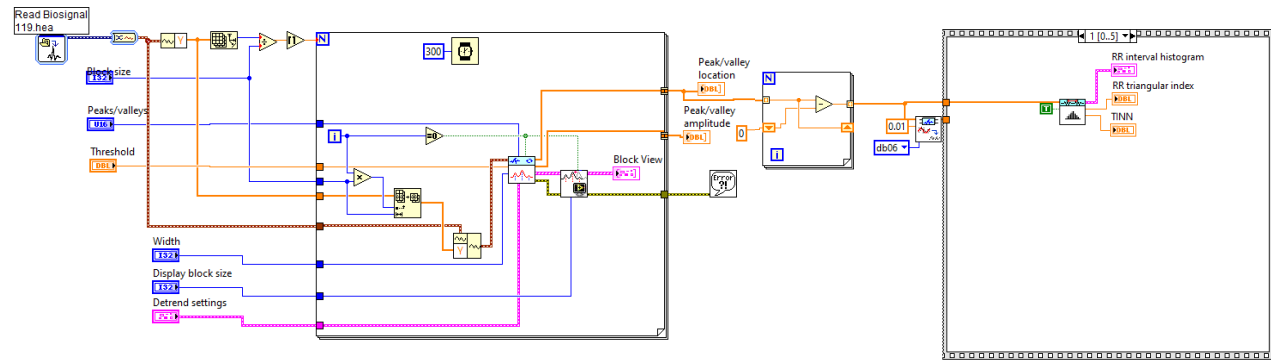 Read Biosignal
119.hea
Block size
I32
Peaks/valleys
U16
Threshold
DBL
Width
I32
Display block size
I32
Detrend settings
N
300
i
=0
Block View
Peak/valley
location
DBL
Peak/valley
amplitude
DBL
Error
?!
N
0
i
1 [0..5]
0.01
db06
T
RR interval histogram
RR triangular index
DBL
TINN
DBL